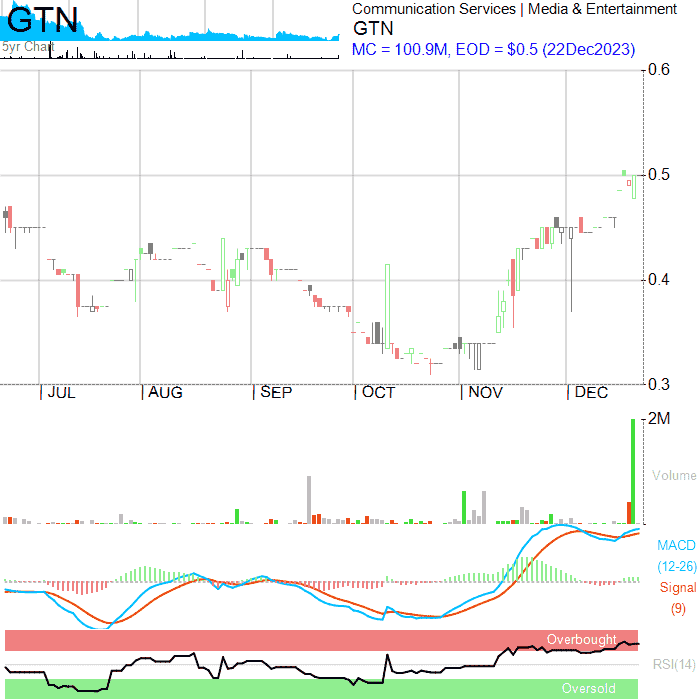 GTN
5yr Chart
Communication Services | Media & Entertainment
GTN
MC = 100.9M, EOD = $0.5 (22Dec2023)
0.6
0.5
0.4
0.3
JUL
AUG
SEP
OCT
NOV
DEC
2M
Volume
MACD
(12-26)
Signal
(9)
Overbought
RSI(14)
Oversold